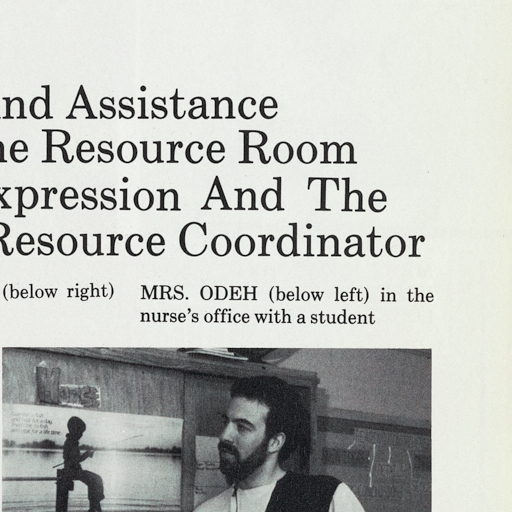 nd Assistance
e Resource Room
xpression And The
Resource Coordinator
(below right)
MRS. ODEH (below left) in the
nurse's office with a student